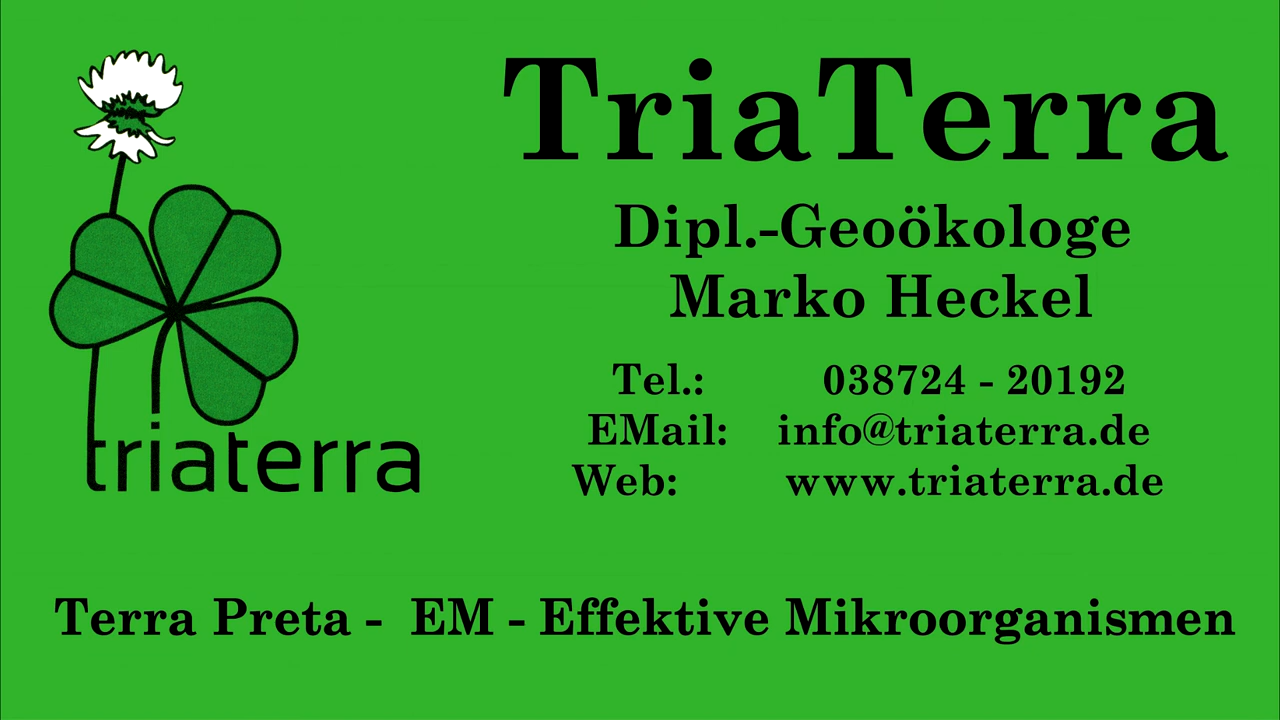 TriaTerra
Dipl.-Geoökologe
Marko Heckel
Tel.: 038724 - 20192
EMail: info@triaterra.de
Web: www.triaterra.de
triaterra
Terra Preta - EM - Effektive Mikroorganismen